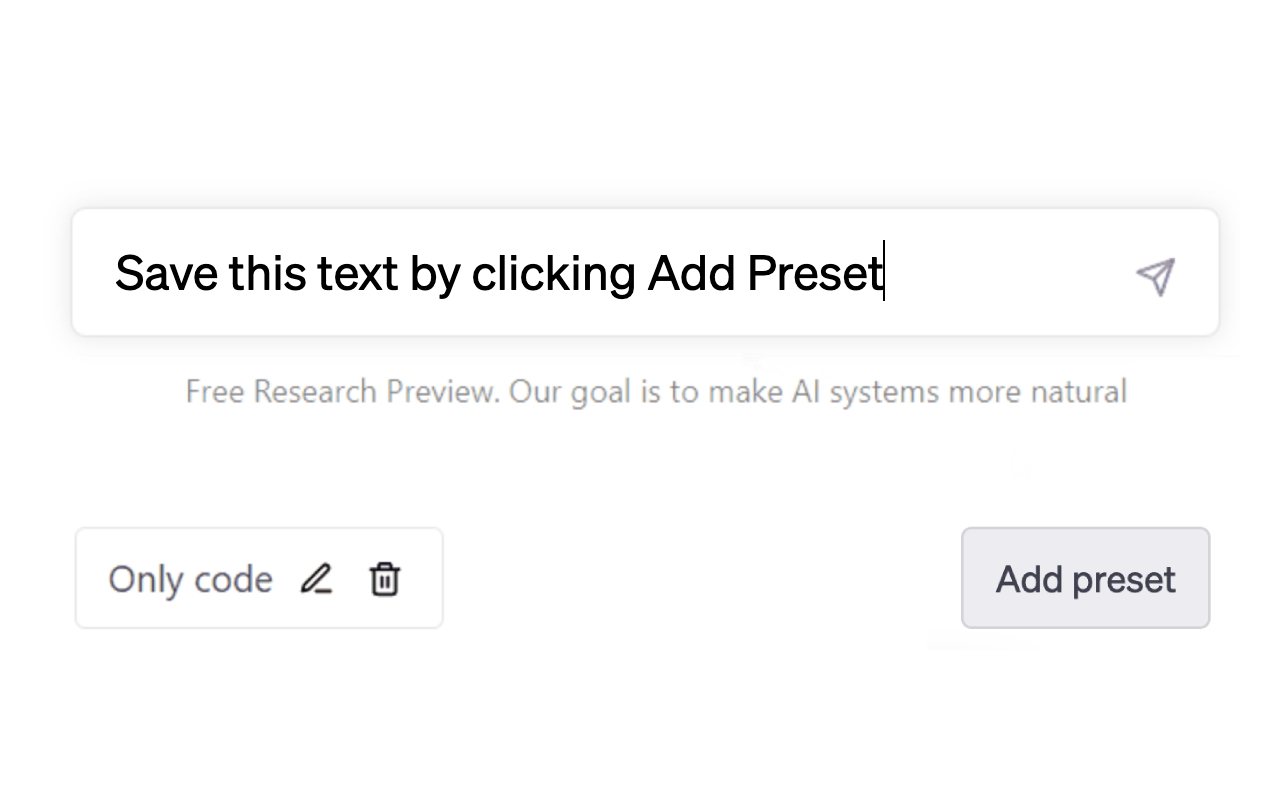 Save this text by clicking Add Preset
Free Research Preview. Our goal is to make AI systems more natural
Only code
Add preset